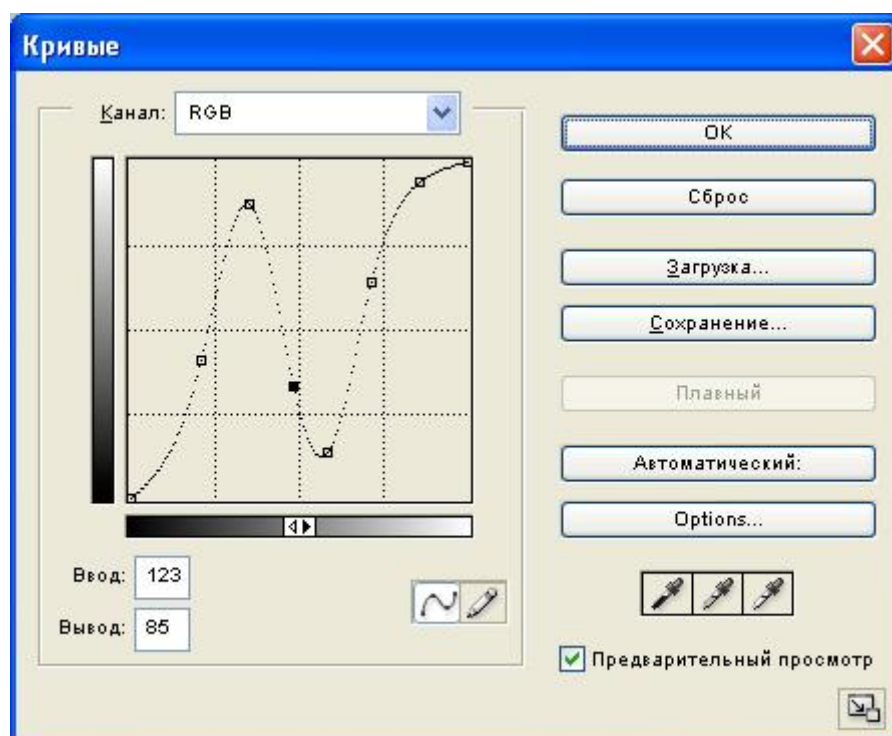 Кривые
Канал: RGB
OK
Сброс
Загрузка...
Сохранение...
Плавный
Автоматический:
Options...
Ввод: 123
Вывод: 85
Предварительный просмотр